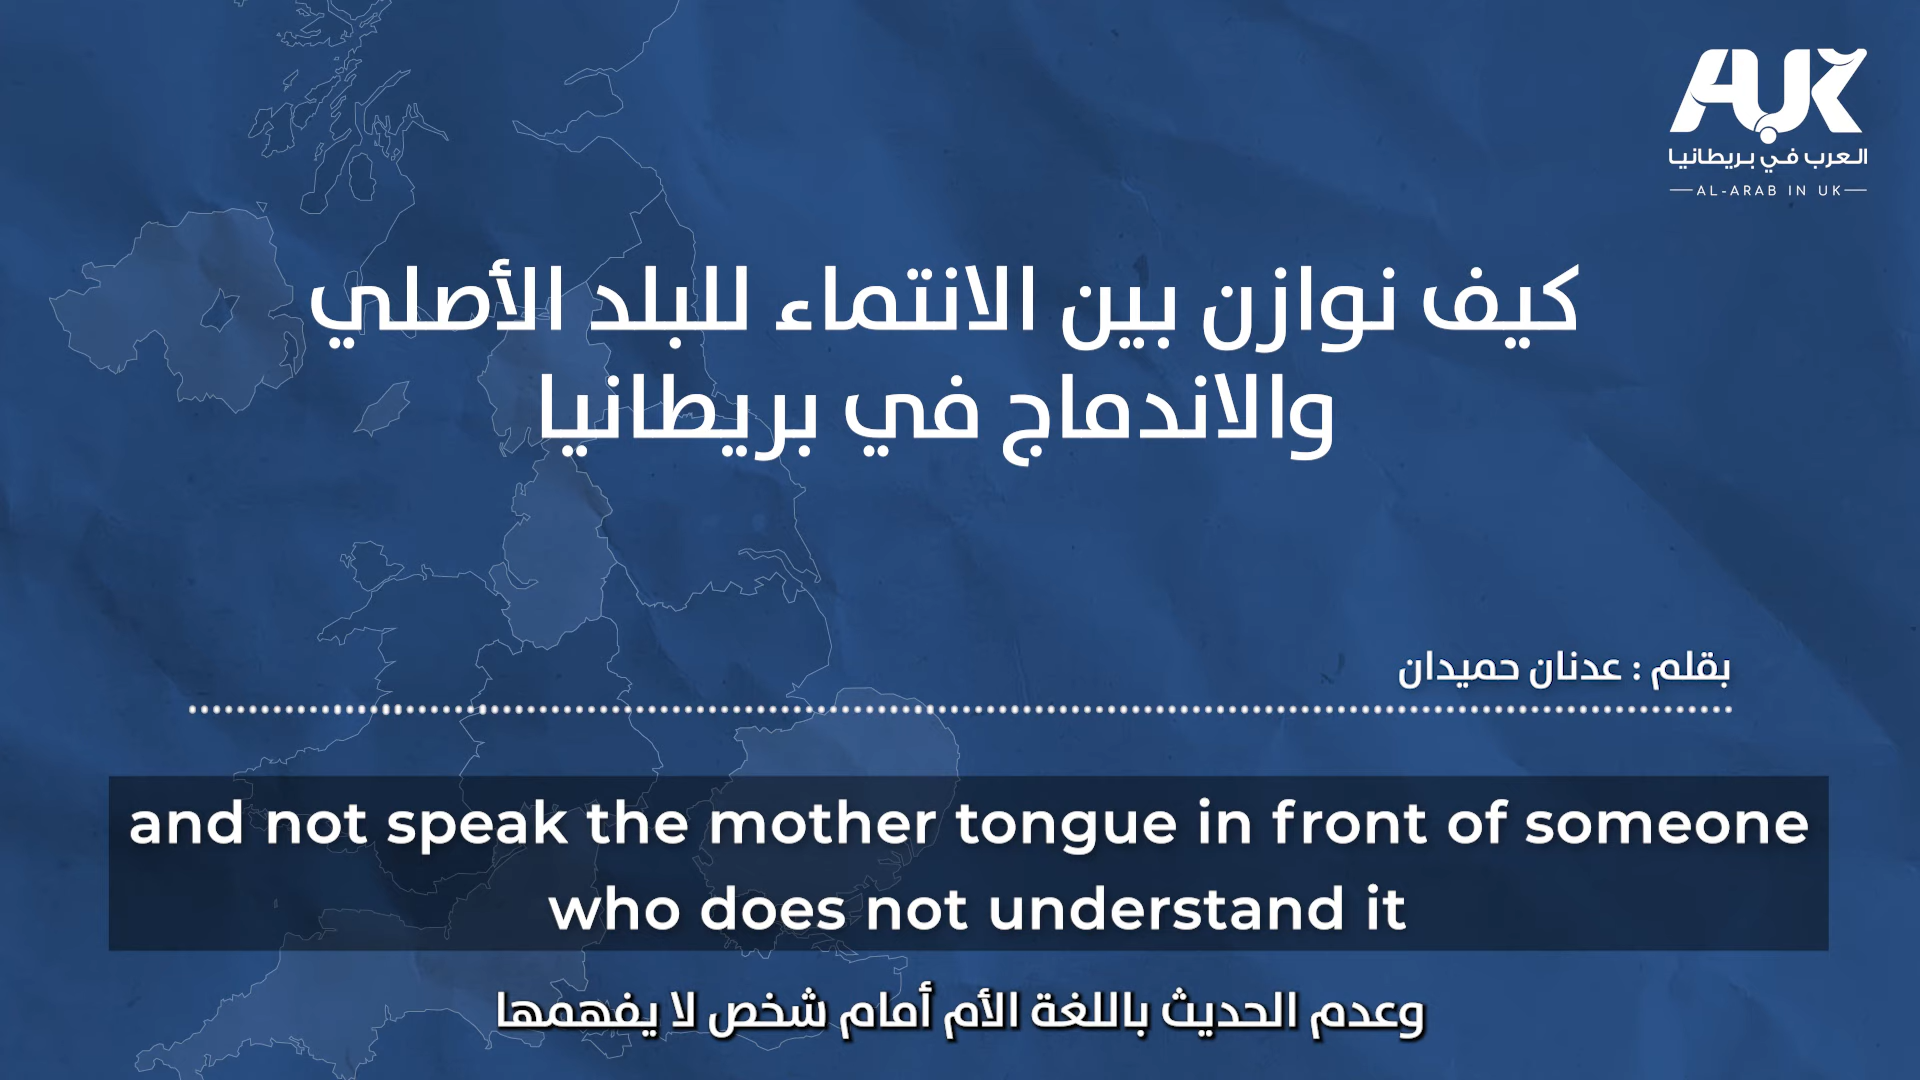 AUK
العرب في بريطانيا
AL-ARAB IN UK
كيف نوازن بين الانتماء للبلد الأصلي
والاندماج في بريطانيا
بقلم : عدنان حميدان
and not speak the mother tongue in front of someone
who does not understand it
وعدم الحديث باللغة الأم أمام شخص لا يفهمها